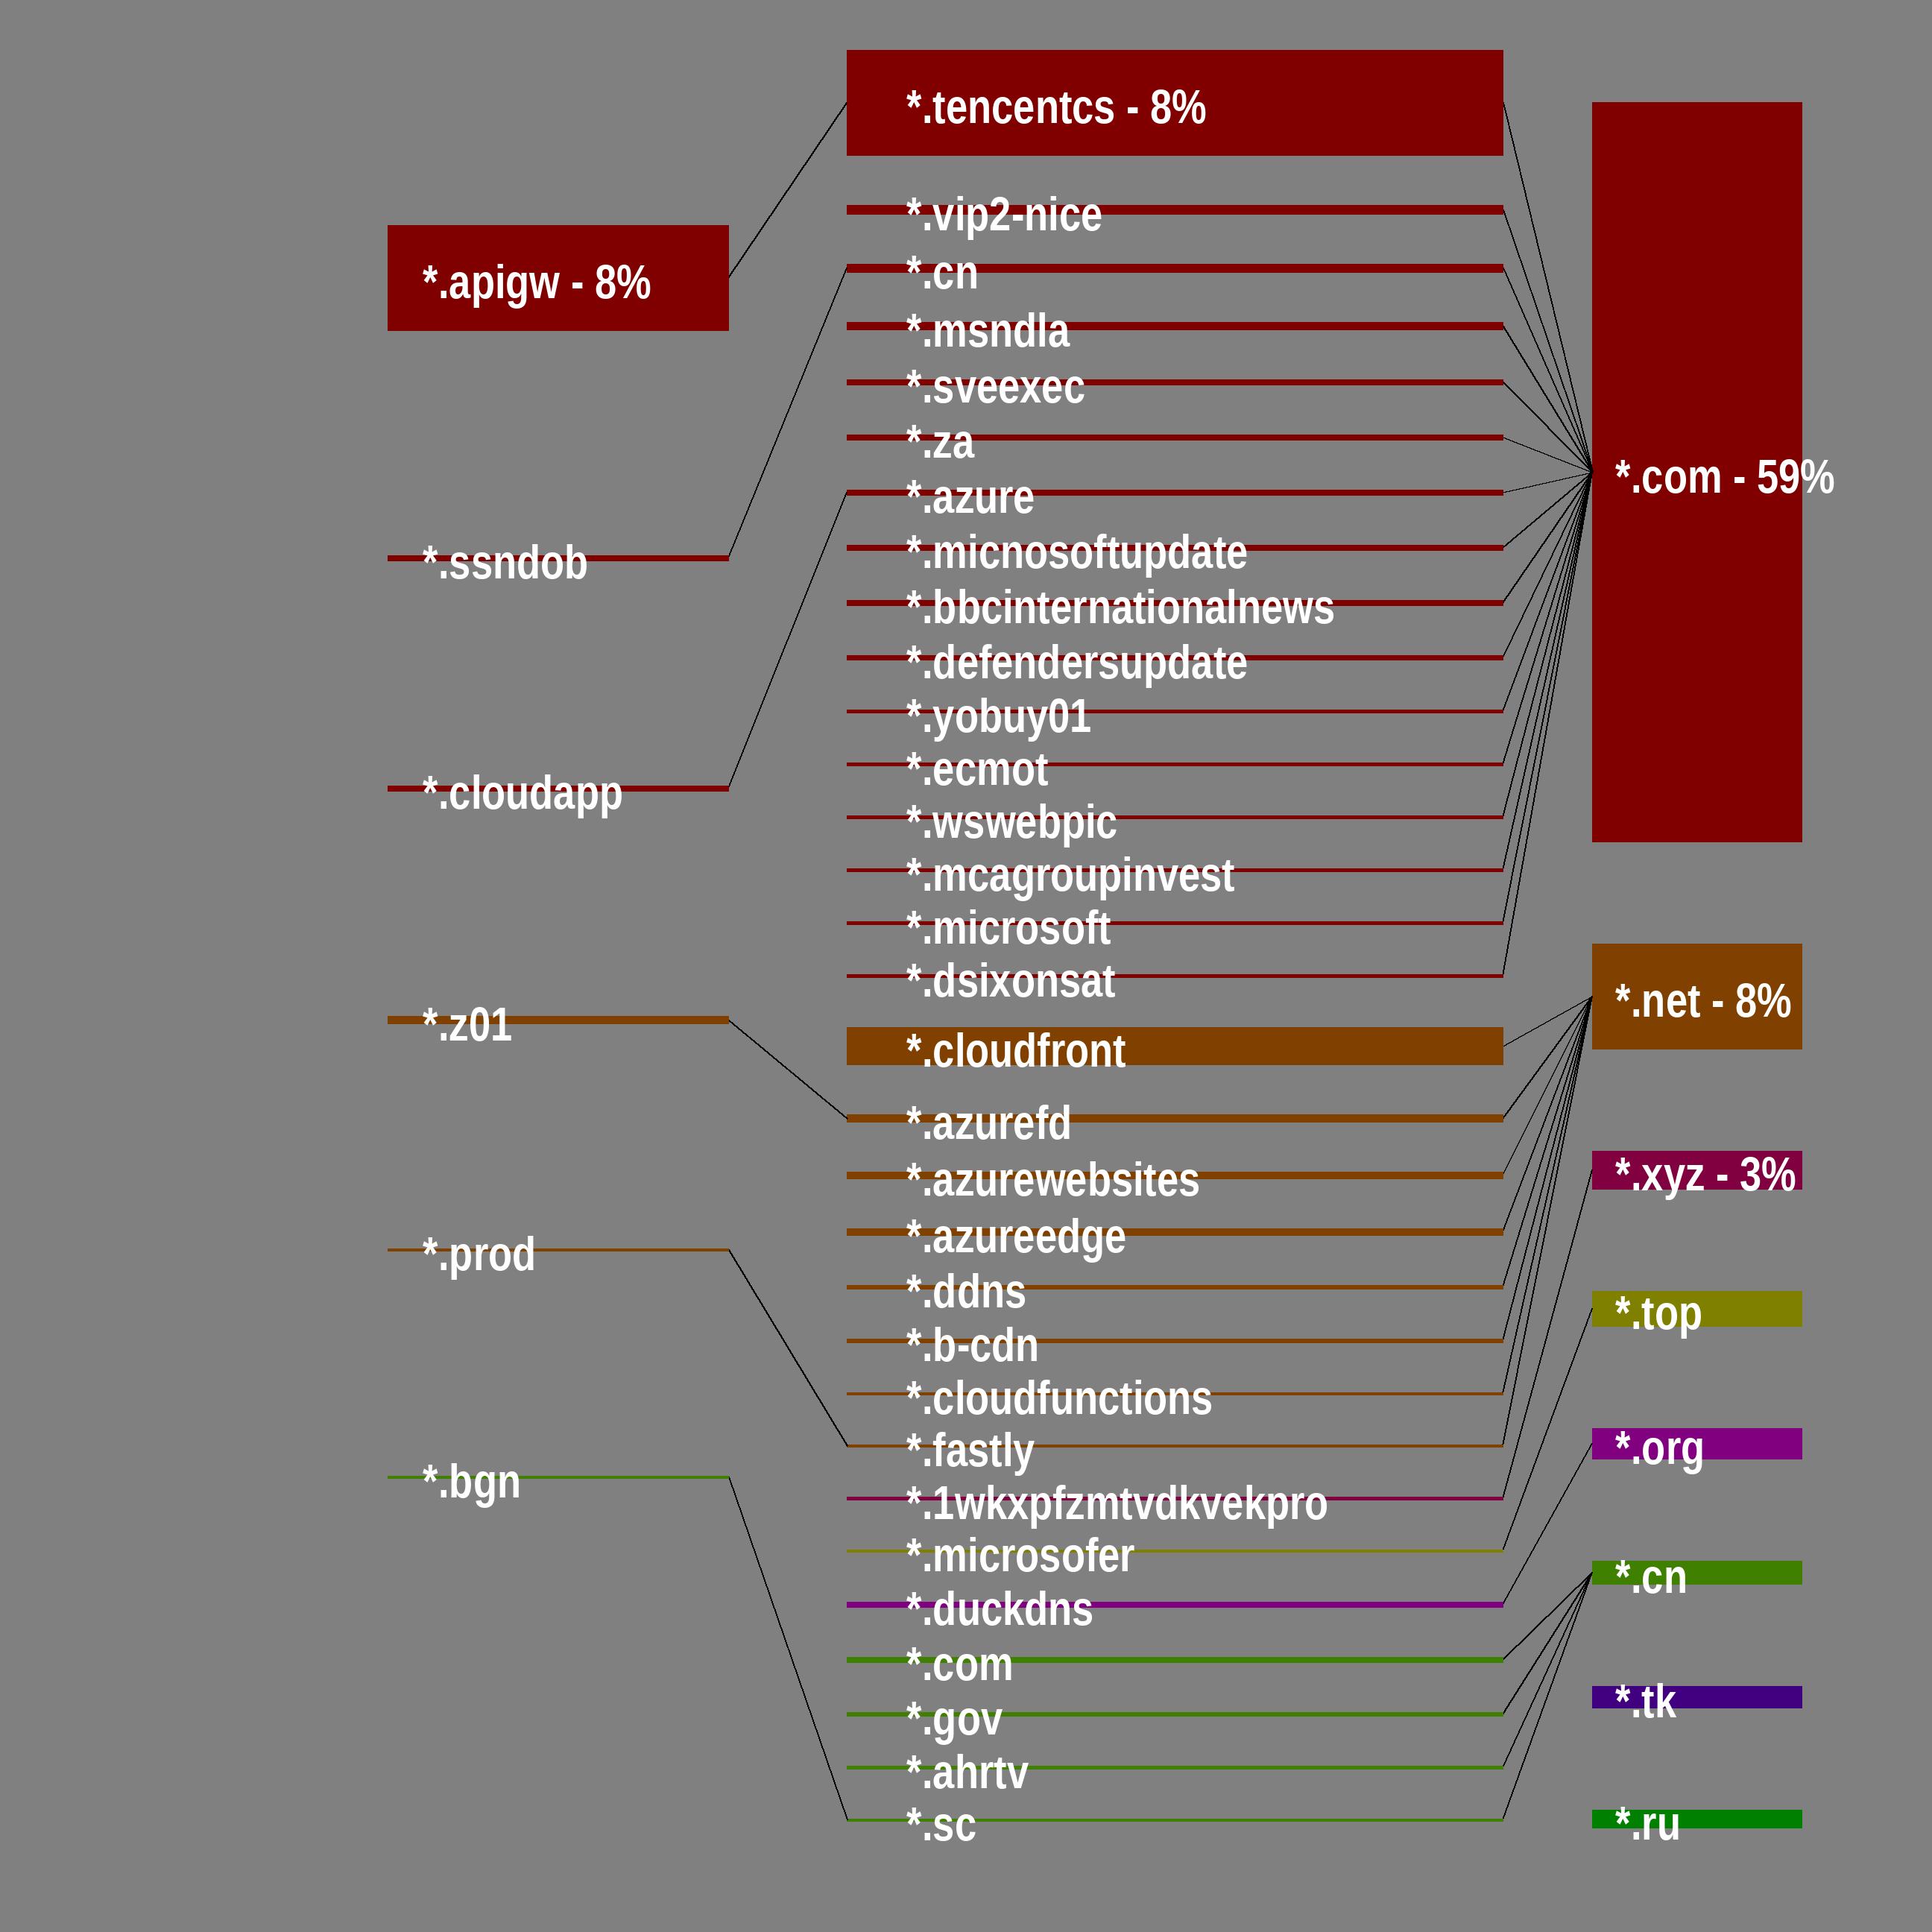 *.apigw - 8%
*.ssndob
*.cloudapp
*.z01
*.prod
*.bgn
*.tencentcs - 8%
*.vip2-nice
*.cn
*.msndla
*.sveexec
*.za
*.azure
*.micnosoftupdate
*.bbcinternationalnews
*.defendersupdate
*.yobuy01
*.ecmot
*.wswebpic
*.mcagroupinvest
*.microsoft
*.dsixonsat
*.cloudfront
*.azurefd
*.azurewebsites
*.azureedge
*.ddns
*.b-cdn
*.cloudfunctions
*.fastly
*.1wkxpfzmtvdkvekpro
*.microsofer
*.duckdns
*.com
*.gov
*.ahrtv
*.sc
*.com - 59%
*.net - 8%
*.xyz - 3%
*.top
*.org
*.cn
*.tk
*.ru